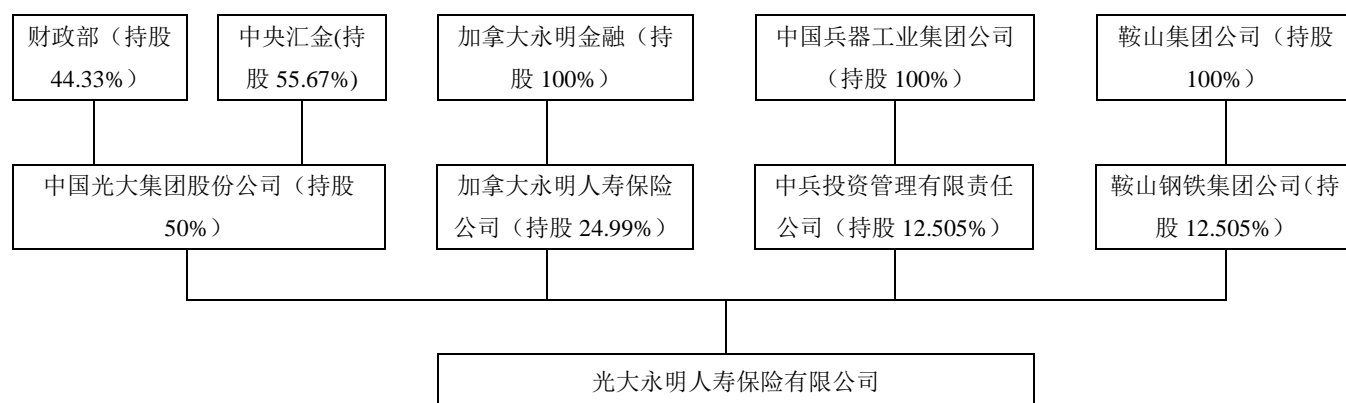 财政部（持股
44.33%）
中央汇金(持
股 55.67%)
加拿大永明金融（持
股 100%）
中国兵器工业集团公司
（持股 100%）
鞍山集团公司（持股
100%）
中国光大集团股份公司（持股
50%）
加拿大永明人寿保险
公司（持股 24.99%）
中兵投资管理有限责任
公司（持股 12.505%）
鞍山钢铁集团公司（持
股 12.505%）
光大永明人寿保险有限公司